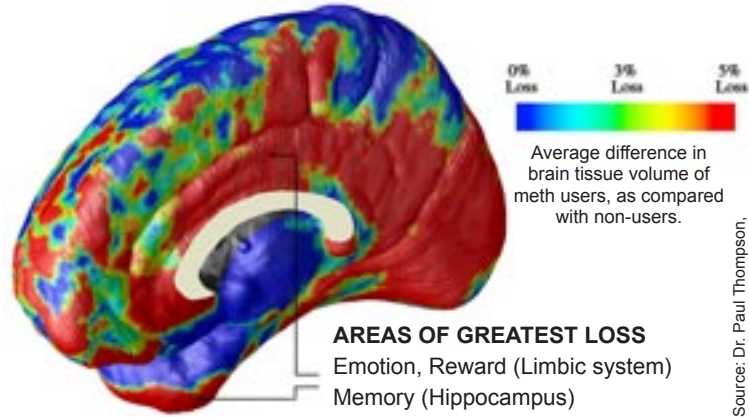 0% 3% 5%
Loss Loss Loss
Average difference in
brain tissue volume of
meth users, as compared
with non-users.
AREAS OF GREATEST LOSS
Emotion, Reward (Limbic system)
Memory (Hippocampus)
Source: Dr. Paul Thompson,